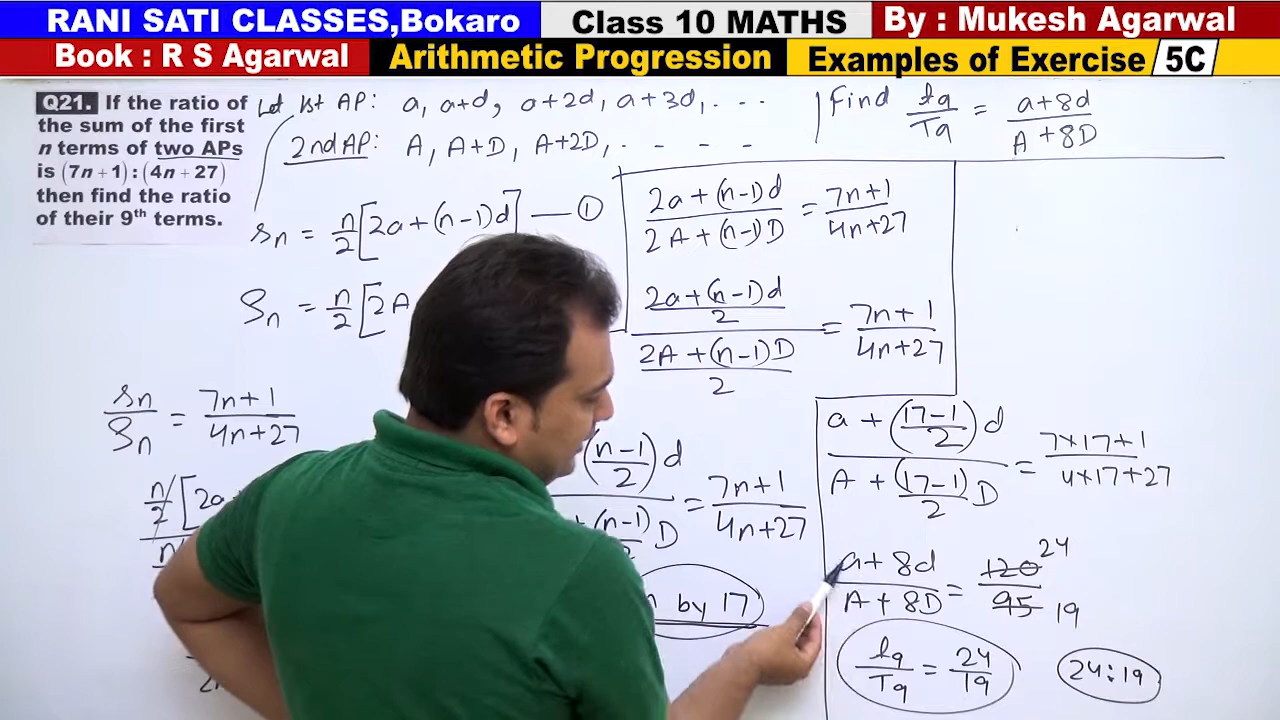 RANI SATI CLASSES,Bokaro
Class 10 MATHS
By : Mukesh Agarwal
Book : R S Agarwal
Arithmetic Progression
Examples of Exercise 5C
Q21. If the ratio of
the sum of the first
n terms of two APs
is (7n+1):(4n+27)
then find the ratio
of their 9th terms.
Let 1st AP: a, a+d, a+2d, a+3d, ...
2nd AP: A, A+D, A+2D, . - - -
Find t9/T9 = (a+8d)/(A+8D)
sn = n/2[2a+(n-1)d] — ①
Sn = n/2[2A
sn/Sn = (7n+1)/(4n+27)
n/2[2a
(2a+(n-1)d)/(2A+(n-1)D) = (7n+1)/(4n+27)
((2a+(n-1)d)/2)/((2A+(n-1)D)/2) = (7n+1)/(4n+27)
((n-1)/2)d
= (7n+1)/(4n+27)
+((n-1)/2)D
by 17
(a+((17-1)/2)d)/(A+((17-1)/2)D) = (7×17+1)/(4×17+27)
(a+8d)/(A+8D) = 120/95 24 19
t9/T9 = 24/19
24:19